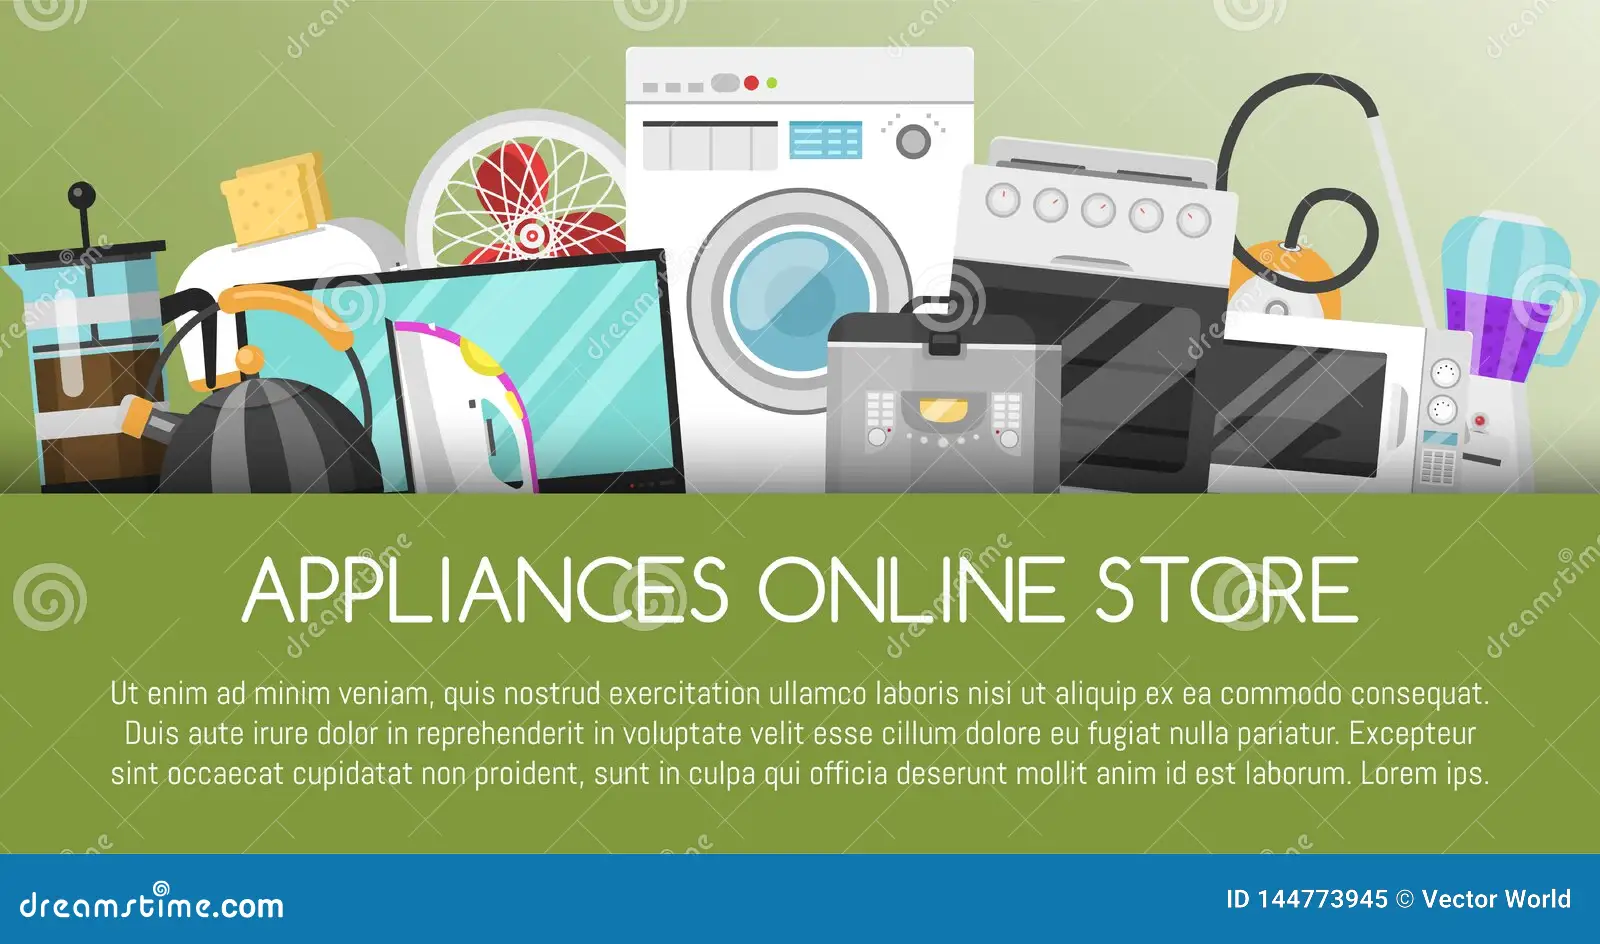 APPLIANCES ONLINE STORE
Ut enim ad minim veniam, quis nostrud exercitation ullamco laboris nisi ut aliquip ex ea commodo consequat.
Duis aute irure dolor in reprehenderit in voluptate velit esse cillum dolore eu fugiat nulla pariatur. Excepteur
sint occaecat cupidatat non proident, sunt in culpa qui officia deserunt mollit anim id est laborum. Lorem ips.
dreamstime.com
ID 144773945 © Vector World